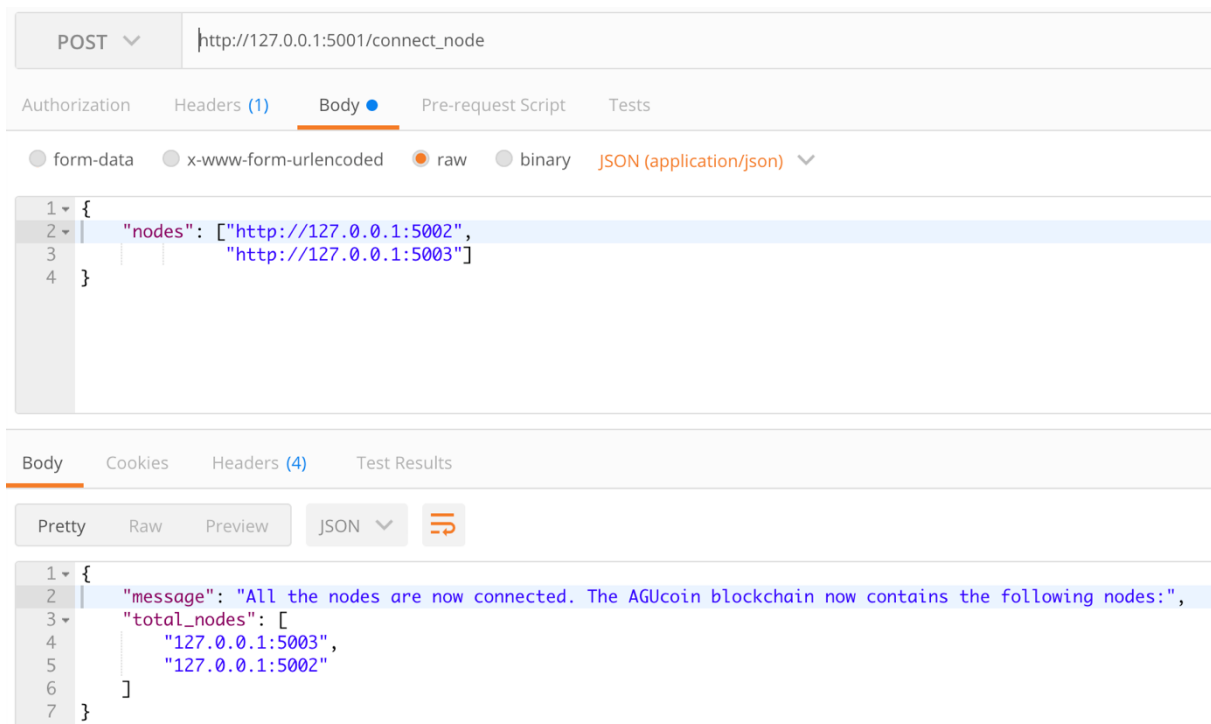 POST http://127.0.0.1:5001/connect_node
Authorization Headers (1) Body Pre-request Script Tests
form-data x-www-form-urlencoded raw binary JSON (application/json)
1 {
2 "nodes": ["http://127.0.0.1:5002",
3 "http://127.0.0.1:5003"]
4 }
Body Cookies Headers (4) Test Results
Pretty Raw Preview JSON
1 {
2 "message": "All the nodes are now connected. The AGUcoin blockchain now contains the following nodes:",
3 "total_nodes": [
4 "127.0.0.1:5003",
5 "127.0.0.1:5002"
6 ]
7 }